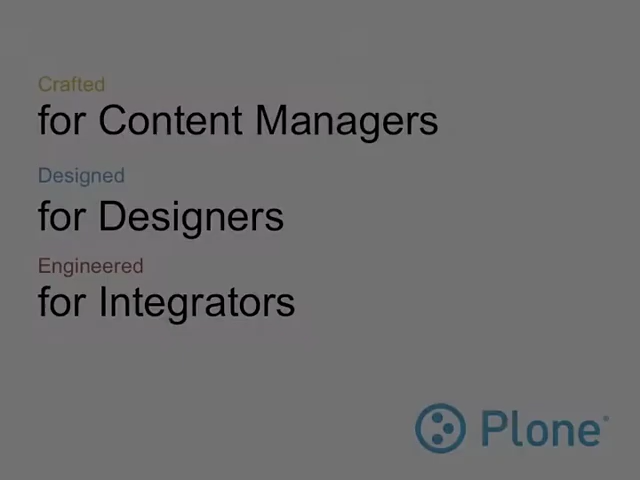 Crafted
for Content Managers
Designed
for Designers
Engineered
for Integrators
Plone®